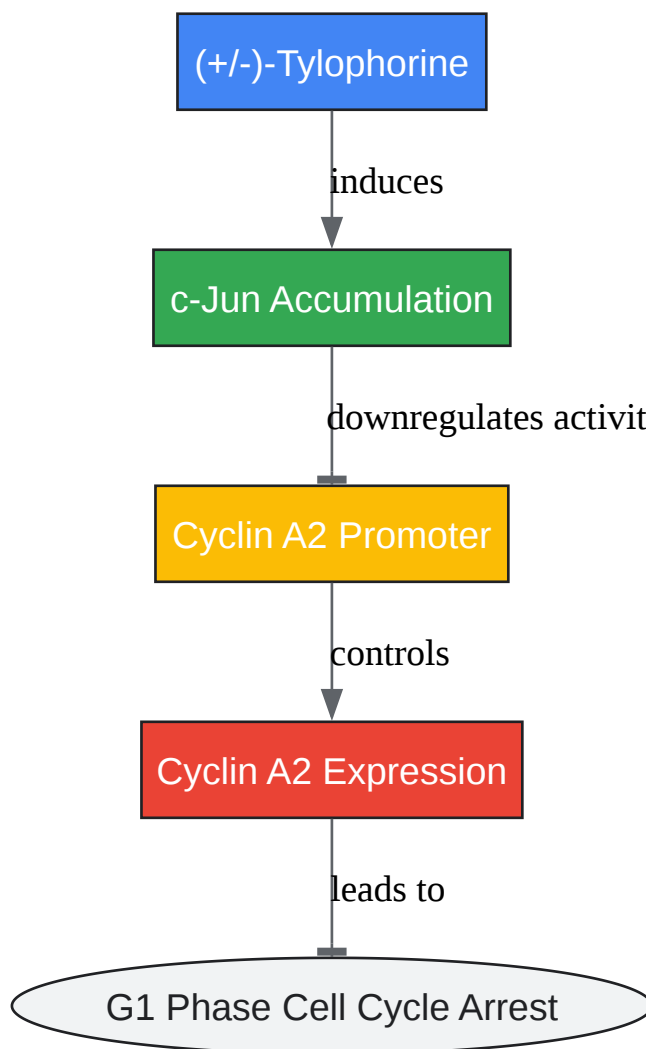 (+/-)-Tylophorine
induces
c-Jun Accumulation
downregulates activit
Cyclin A2 Promoter
controls
Cyclin A2 Expression
leads to
G1 Phase Cell Cycle Arrest